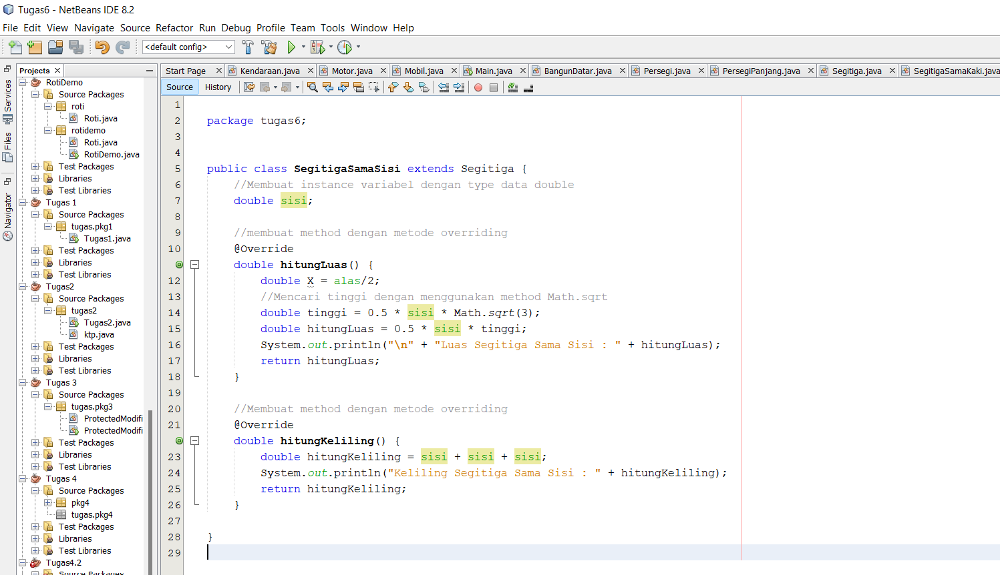 Tugas6 - NetBeans IDE 8.2
File Edit View Navigate Source Refactor Run Debug Profile Team Tools Window Help
<default config>
Services
Files
Navigator
Projects
RotiDemo
Source Packages
roti
Roti.java
rotidemo
Roti.java
RotiDemo.java
Test Packages
Libraries
Test Libraries
Tugas 1
Source Packages
tugas.pkg1
Tugas1.java
Test Packages
Libraries
Test Libraries
Tugas2
Source Packages
tugas2
Tugas2.java
ktp.java
Test Packages
Libraries
Test Libraries
Tugas 3
Source Packages
tugas.pkg3
ProtectedModifi
ProtectedModifi
Test Packages
Libraries
Test Libraries
Tugas 4
Source Packages
pkg4
tugas.pkg4
Test Packages
Libraries
Test Libraries
Tugas4.2
Source Packages
Start Page Kendaraan.java Motor.java Mobil.java Main.java BangunDatar.java Persegi.java PersegiPanjang.java Segitiga.java SegitigaSamaKaki.java
Source History
1
2 package tugas6;
3
4
5 public class SegitigaSamaSisi extends Segitiga {
6 //Membuat instance variabel dengan type data double
7 double sisi;
8
9 //membuat method dengan metode overriding
10 @Override
double hitungLuas() {
12 double X = alas/2;
13 //Mencari tinggi dengan menggunakan method Math.sqrt
14 double tinggi = 0.5 * sisi * Math.sqrt(3);
15 double hitungLuas = 0.5 * sisi * tinggi;
16 System.out.println("\n" + "Luas Segitiga Sama Sisi : " + hitungLuas);
17 return hitungLuas;
18 }
19
20 //Membuat method dengan metode overriding
21 @Override
double hitungKeliling() {
23 double hitungKeliling = sisi + sisi + sisi;
24 System.out.println("Keliling Segitiga Sama Sisi : " + hitungKeliling);
25 return hitungKeliling;
26 }
27
28 }
29